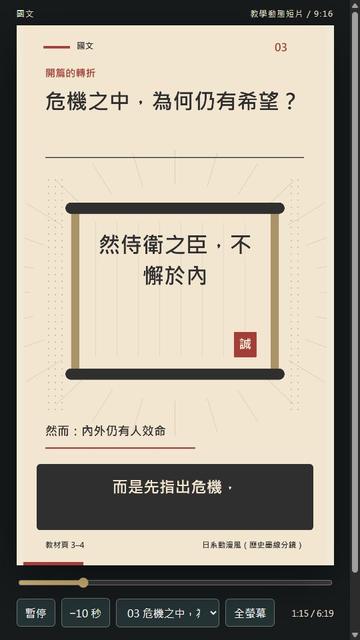 國文
教學動態短片 / 9:16
國文
03
開篇的轉折
危機之中，為何仍有希望？
然侍衛之臣，不
懈於內
誠
然而：內外仍有人效命
而是先指出危機，
教材頁 3–4
日系動漫風（歷史墨線分鏡）
暫停
−10 秒
03 危機之中，
全螢幕
1:15 / 6:19